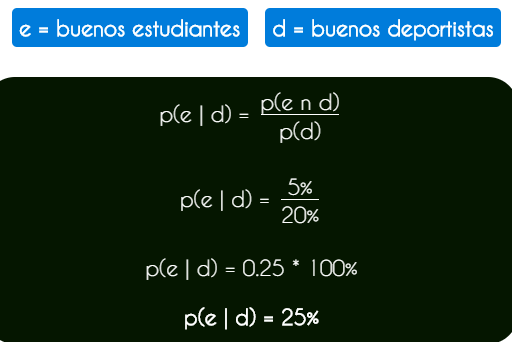 e = buenos estudiantes
d = buenos deportistas
p(e | d) = p(e n d)
p(d)
p(e | d) = 5%
20%
p(e | d) = 0.25 * 100%
p(e | d) = 25%